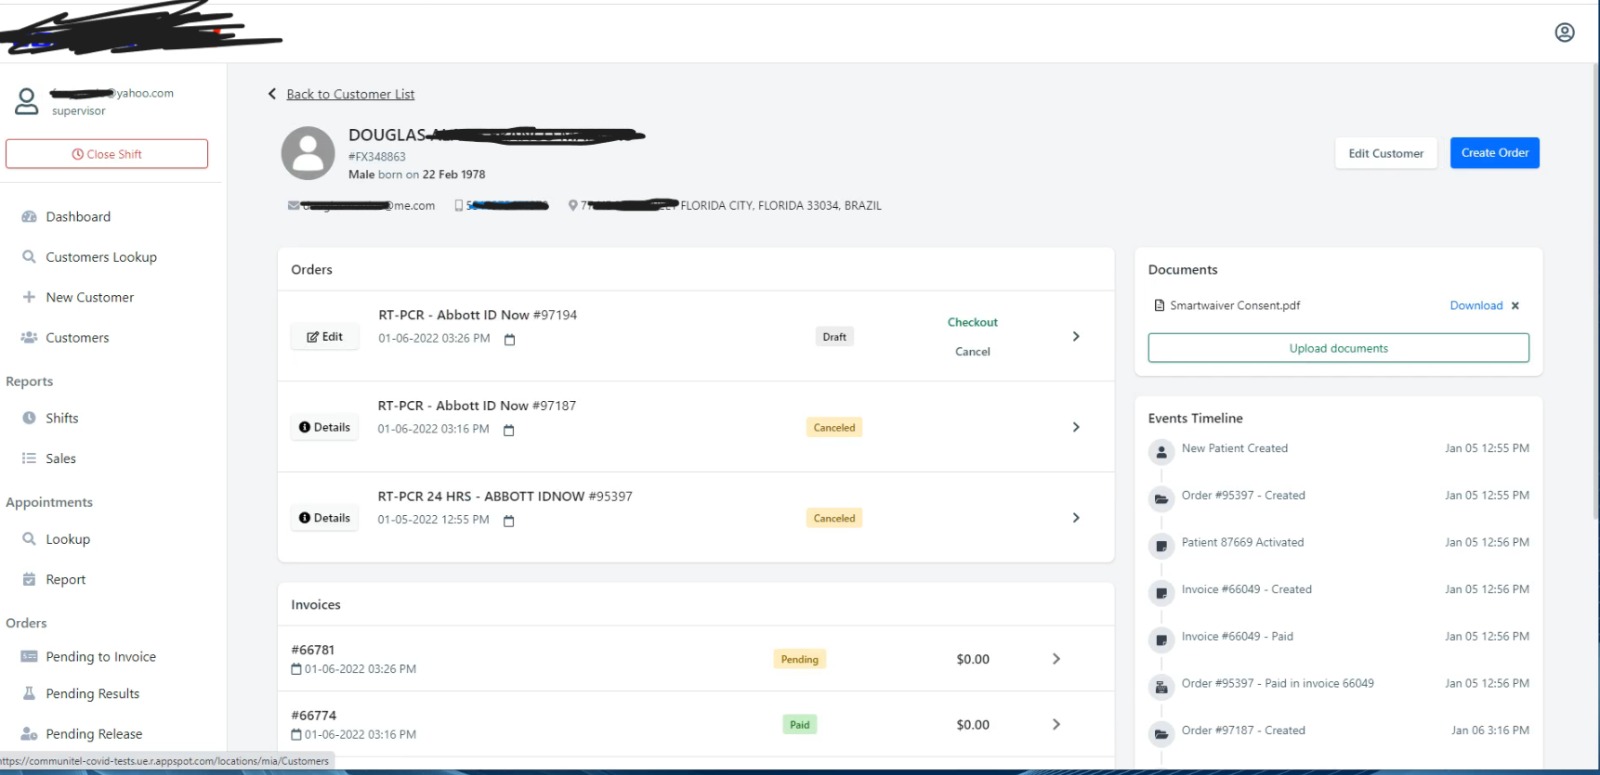 @yahoo.com
supervisor
Close Shift
Dashboard
Customers Lookup
New Customer
Customers
Reports
Shifts
Sales
Appointments
Lookup
Report
Orders
Pending to Invoice
Pending Results
Pending Release
https://communitel-covid-tests.ue.r.appspot.com/locations/mia/Customers
Back to Customer List
DOUGLAS
#FX348863
Male born on 22 Feb 1978
@me.com FLORIDA CITY, FLORIDA 33034, BRAZIL
Edit Customer Create Order
Orders
RT-PCR - Abbott ID Now #97194
Edit 01-06-2022 03:26 PM Draft
Checkout
Cancel
RT-PCR - Abbott ID Now #97187
Details 01-06-2022 03:16 PM Canceled
RT-PCR 24 HRS - ABBOTT IDNOW #95397
Details 01-05-2022 12:55 PM Canceled
Invoices
#66781
01-06-2022 03:26 PM Pending $0.00
#66774
01-06-2022 03:16 PM Paid $0.00
Documents
Smartwaiver Consent.pdf Download
Upload documents
Events Timeline
New Patient Created Jan 05 12:55 PM
Order #95397 - Created Jan 05 12:55 PM
Patient 87669 Activated Jan 05 12:56 PM
Invoice #66049 - Created Jan 05 12:56 PM
Invoice #66049 - Paid Jan 05 12:56 PM
Order #95397 - Paid in invoice 66049 Jan 05 12:56 PM
Order #97187 - Created Jan 06 3:16 PM